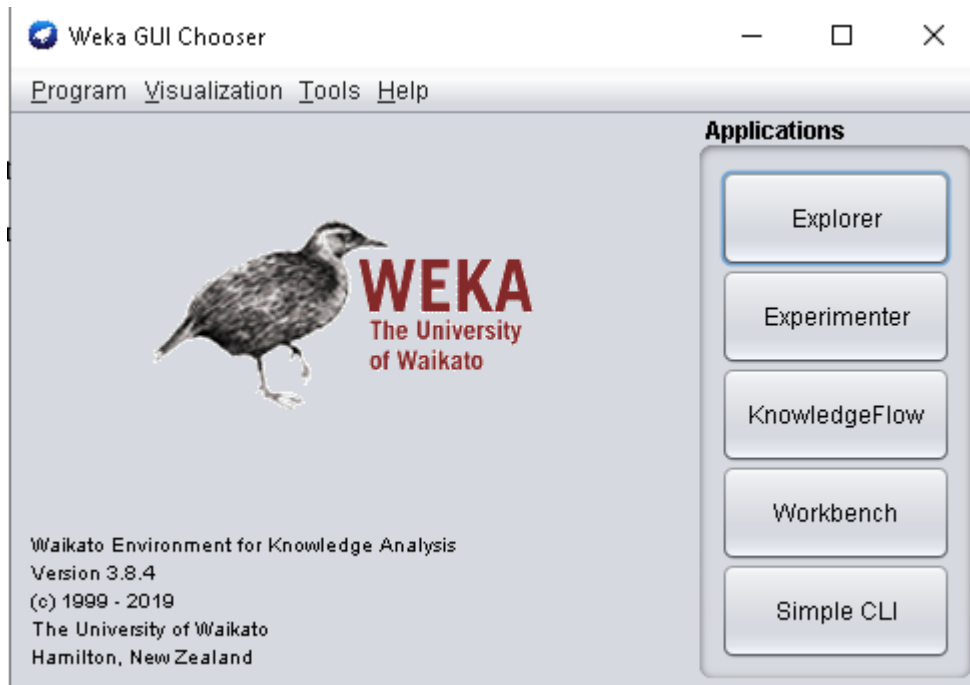 Weka GUI Chooser
Program Visualization Tools Help
Applications
Explorer
Experimenter
KnowledgeFlow
Workbench
Simple CLI
WEKA
The University
of Waikato
Waikato Environment for Knowledge Analysis
Version 3.8.4
(c) 1999 - 2019
The University of Waikato
Hamilton, New Zealand